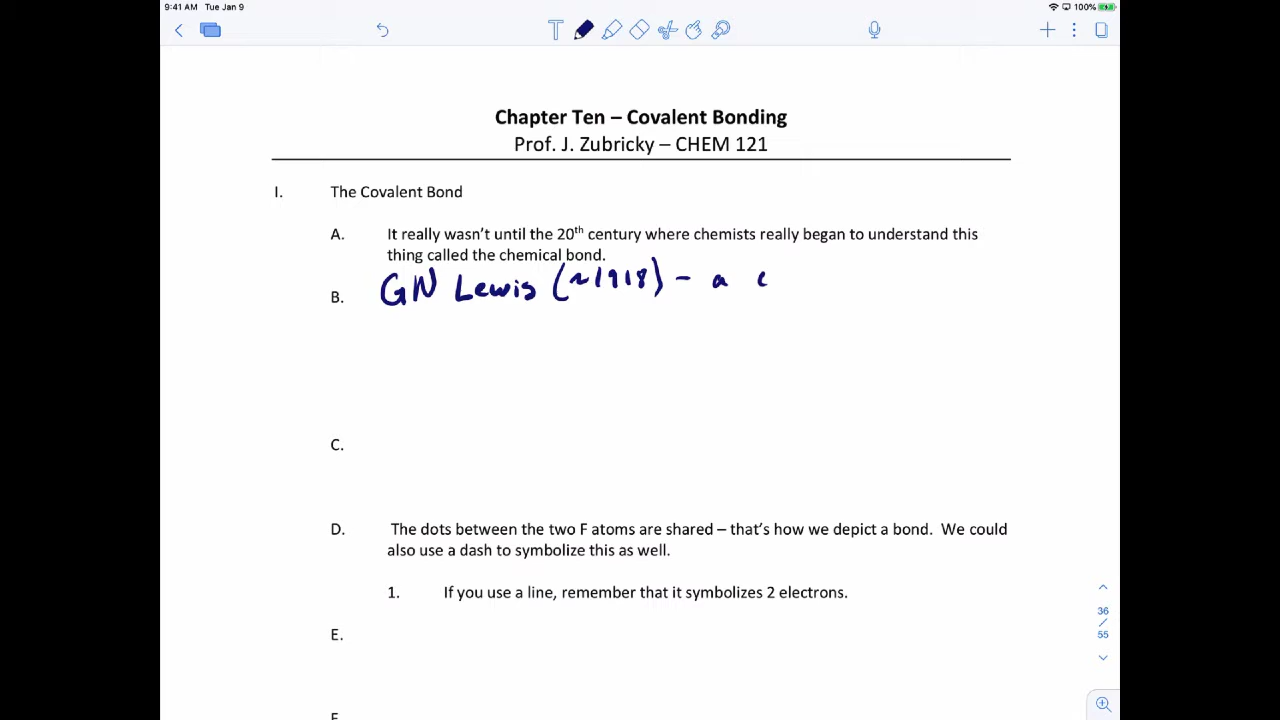 9:41 AM Tue Jan 9
100%
T
Chapter Ten – Covalent Bonding
Prof. J. Zubricky – CHEM 121
I. The Covalent Bond
A. It really wasn't until the 20th century where chemists really began to understand this
thing called the chemical bond.
B. GN Lewis (~1918) – a c
C.
D. The dots between the two F atoms are shared – that's how we depict a bond. We could
also use a dash to symbolize this as well.
1. If you use a line, remember that it symbolizes 2 electrons.
36
/
55
E.